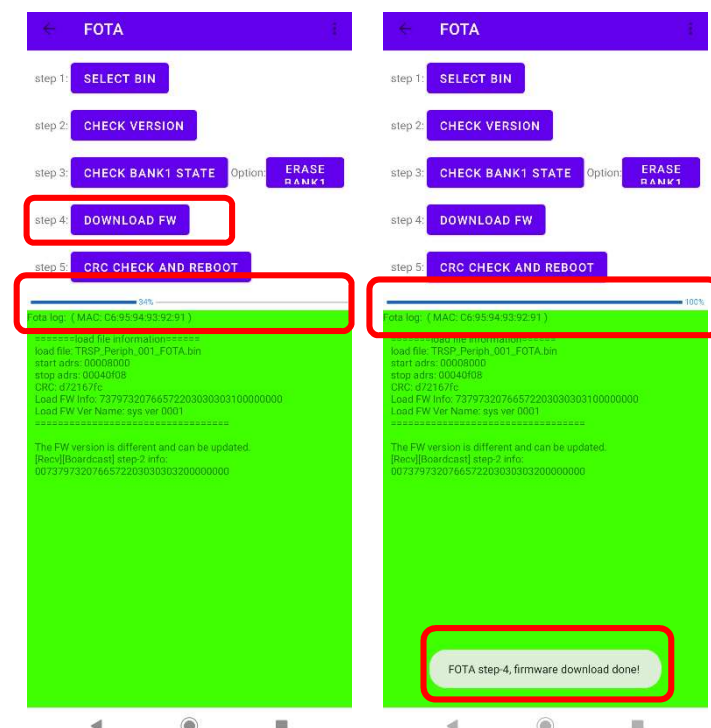 FOTA
step 1: SELECT BIN
step 2: CHECK VERSION
step 3: CHECK BANK1 STATE Option: ERASE BANK1
step 4: DOWNLOAD FW
step 5: CRC CHECK AND REBOOT
34%
Fota log: ( MAC: C6:95:94:93:92:91 )
=======load file information======
load file: TRSP_Periph_001_FOTA.bin
start adrs: 00008000
stop adrs: 00040f08
CRC: d72167fc
Load FW Info: 73797320766572203030303100000000
Load FW Ver Name: sys ver 0001
==================================
The FW version is different and can be updated.
[Recv][Boardcast] step-2 info:
0073797320766572203030303200000000
FOTA
step 1: SELECT BIN
step 2: CHECK VERSION
step 3: CHECK BANK1 STATE Option: ERASE BANK1
step 4: DOWNLOAD FW
step 5: CRC CHECK AND REBOOT
100%
Fota log: ( MAC: C6:95:94:93:92:91 )
=======load file information======
load file: TRSP_Periph_001_FOTA.bin
start adrs: 00008000
stop adrs: 00040f08
CRC: d72167fc
Load FW Info: 73797320766572203030303100000000
Load FW Ver Name: sys ver 0001
==================================
The FW version is different and can be updated.
[Recv][Boardcast] step-2 info:
0073797320766572203030303200000000
FOTA step-4, firmware download done!